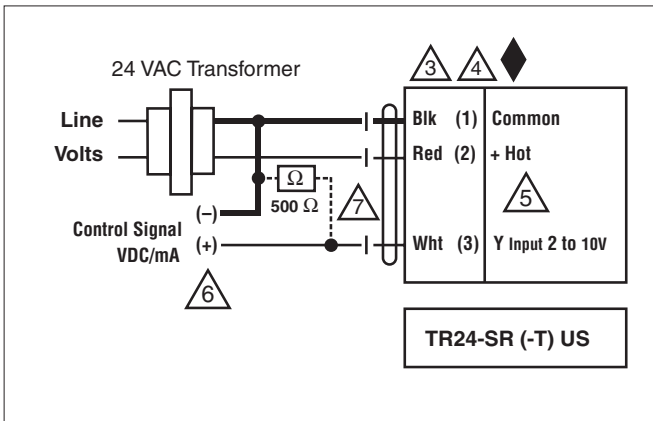 3 4
24 VAC Transformer
Line
Volts
Blk (1) Common
Red (2) + Hot
5
Ω
500 Ω
7
Control Signal (–)
VDC/mA (+)
Wht (3) Y Input 2 to 10V
6
TR24-SR (-T) US